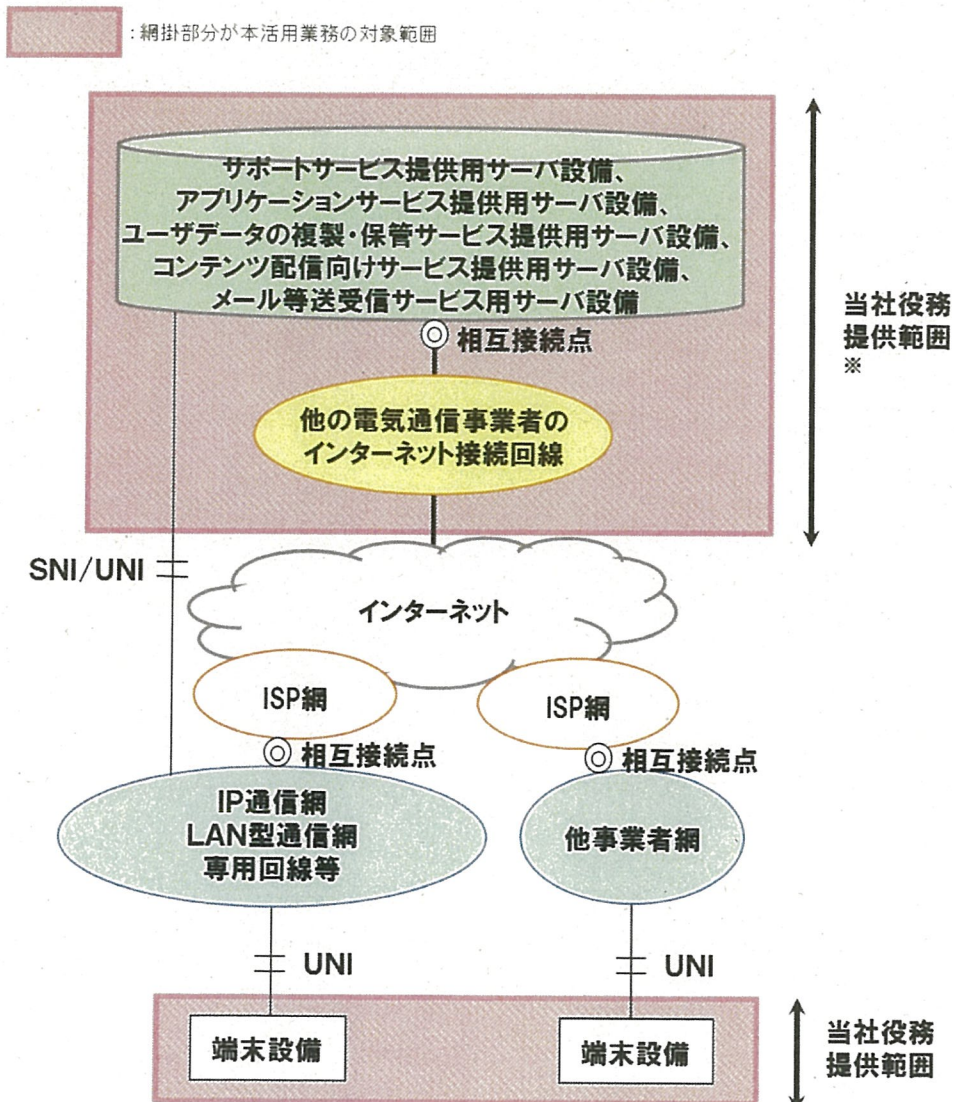 ：網掛部分が本活用業務の対象範囲
サポートサービス提供用サーバ設備、
アプリケーションサービス提供用サーバ設備、
ユーザデータの複製・保管サービス提供用サーバ設備、
コンテンツ配信向けサービス提供用サーバ設備、
メール等送受信サービス用サーバ設備
相互接続点
他の電気通信事業者の
インターネット接続回線
当社役務
提供範囲
※
SNI/UNI
インターネット
ISP網
ISP網
相互接続点
相互接続点
IP通信網
LAN型通信網
専用回線等
他事業者網
UNI
UNI
端末設備
端末設備
当社役務
提供範囲